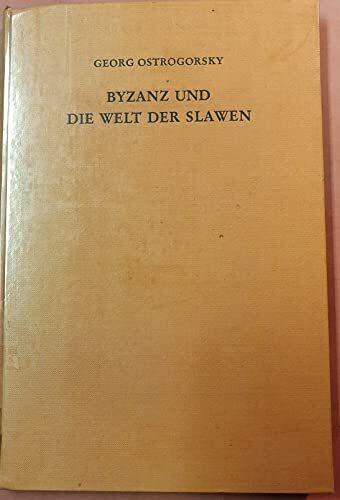 GEORG OSTROGORSKY
BYZANZ UND
DIE WELT DER SLAWEN